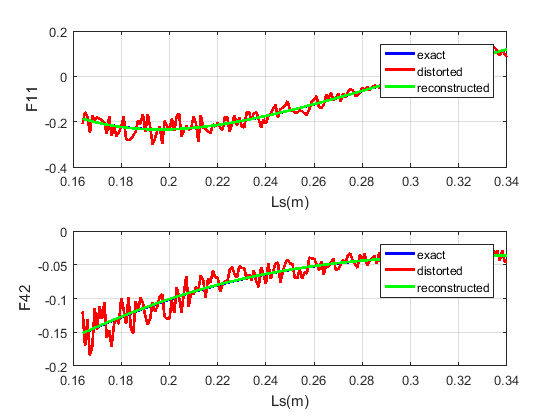 0.2
0
-0.2
-0.4
F11
exact
distorted
reconstructed
0.16 0.18 0.2 0.22 0.24 0.26 0.28 0.3 0.32 0.34
Ls(m)
0
-0.05
-0.1
-0.15
-0.2
F42
exact
distorted
reconstructed
0.16 0.18 0.2 0.22 0.24 0.26 0.28 0.3 0.32 0.34
Ls(m)